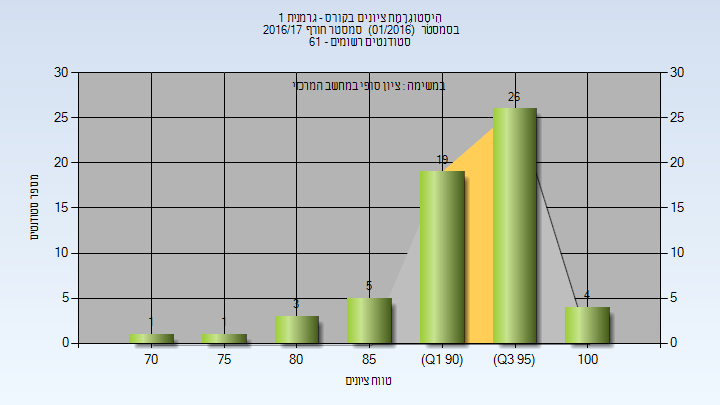 היסטוגרמת ציונים בקורס - גרמנית 1
בסמסטר (01/2016) סמסטר חורף 2016/17
סטודנטים רשומים - 61
במשימה : ציון סופי במחשב המרכזי
30 30
25 25
20 20
15 15
10 10
5 5
0 0
1 1 3 5 19 26 4
70 75 80 85 (Q1 90) (Q3 95) 100
מספר סטודנטים
טווח ציונים